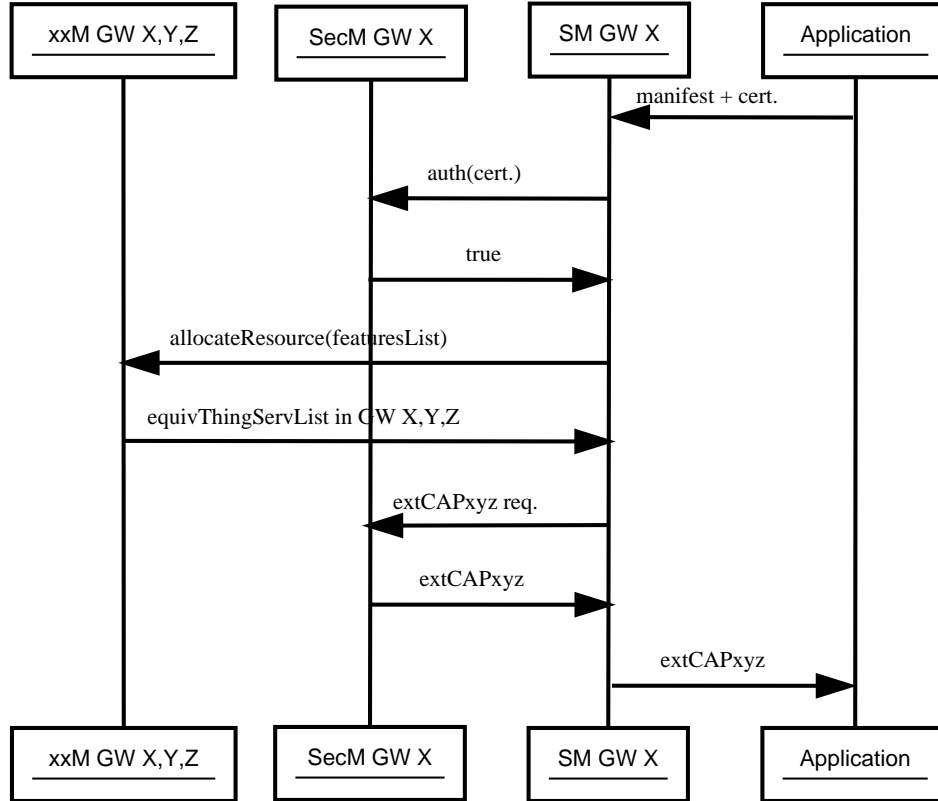 xxM GW X,Y,Z
SecM GW X
SM GW X
Application
manifest + cert.
auth(cert.)
true
allocateResource(featuresList)
equivThingServList in GW X,Y,Z
extCAPxyz req.
extCAPxyz
extCAPxyz
xxM GW X,Y,Z
SecM GW X
SM GW X
Application